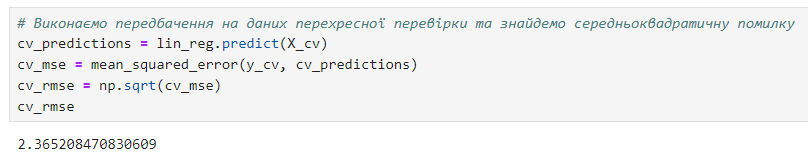 # Виконаємо передбачення на даних перехресної перевірки та знайдемо середньоквадратичну помилку
cv_predictions = lin_reg.predict(X_cv)
cv_mse = mean_squared_error(y_cv, cv_predictions)
cv_rmse = np.sqrt(cv_mse)
cv_rmse
2.365208470830609